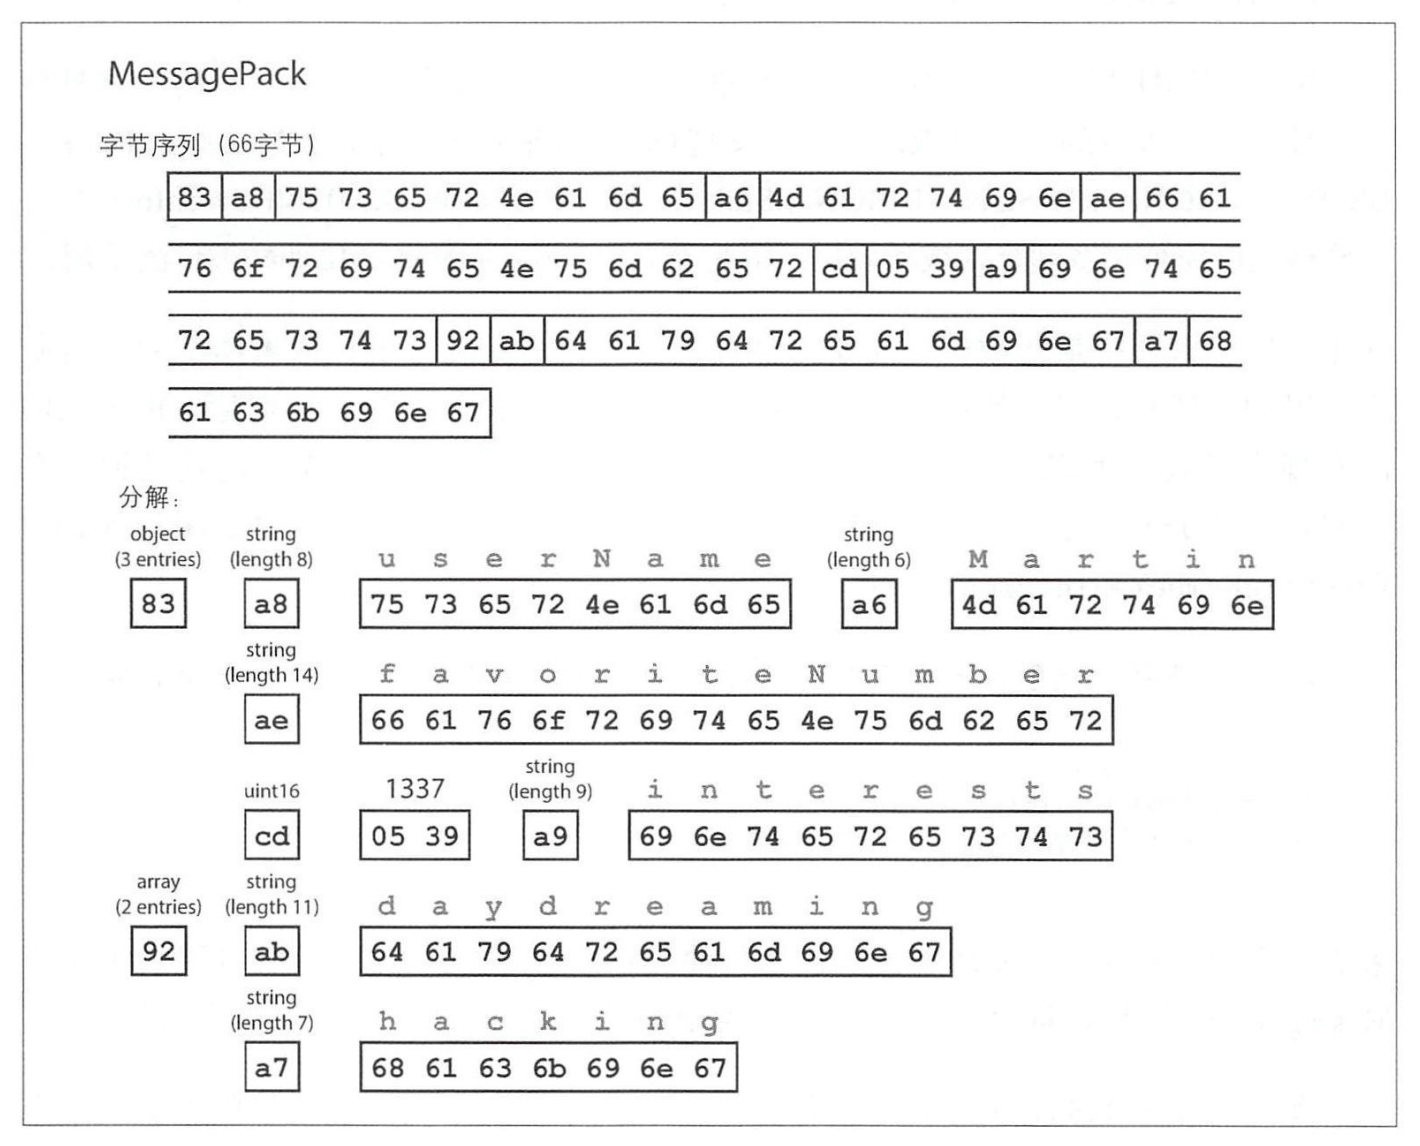 MessagePack
字节序列（66字节）
83 a8 75 73 65 72 4e 61 6d 65 a6 4d 61 72 74 69 6e ae 66 61
76 6f 72 69 74 65 4e 75 6d 62 65 72 cd 05 39 a9 69 6e 74 65
72 65 73 74 73 92 ab 64 61 79 64 72 65 61 6d 69 6e 67 a7 68
61 63 6b 69 6e 67
分解：
object string string
(3 entries) (length 8) u s e r N a m e (length 6) M a r t i n
83 a8 75 73 65 72 4e 61 6d 65 a6 4d 61 72 74 69 6e
string
(length 14) f a v o r i t e N u m b e r
ae 66 61 76 6f 72 69 74 65 4e 75 6d 62 65 72
string
uint16 1337 (length 9) i n t e r e s t s
cd 05 39 a9 69 6e 74 65 72 65 73 74 73
array string
(2 entries) (length 11) d a y d r e a m i n g
92 ab 64 61 79 64 72 65 61 6d 69 6e 67
string
(length 7) h a c k i n g
a7 68 61 63 6b 69 6e 67